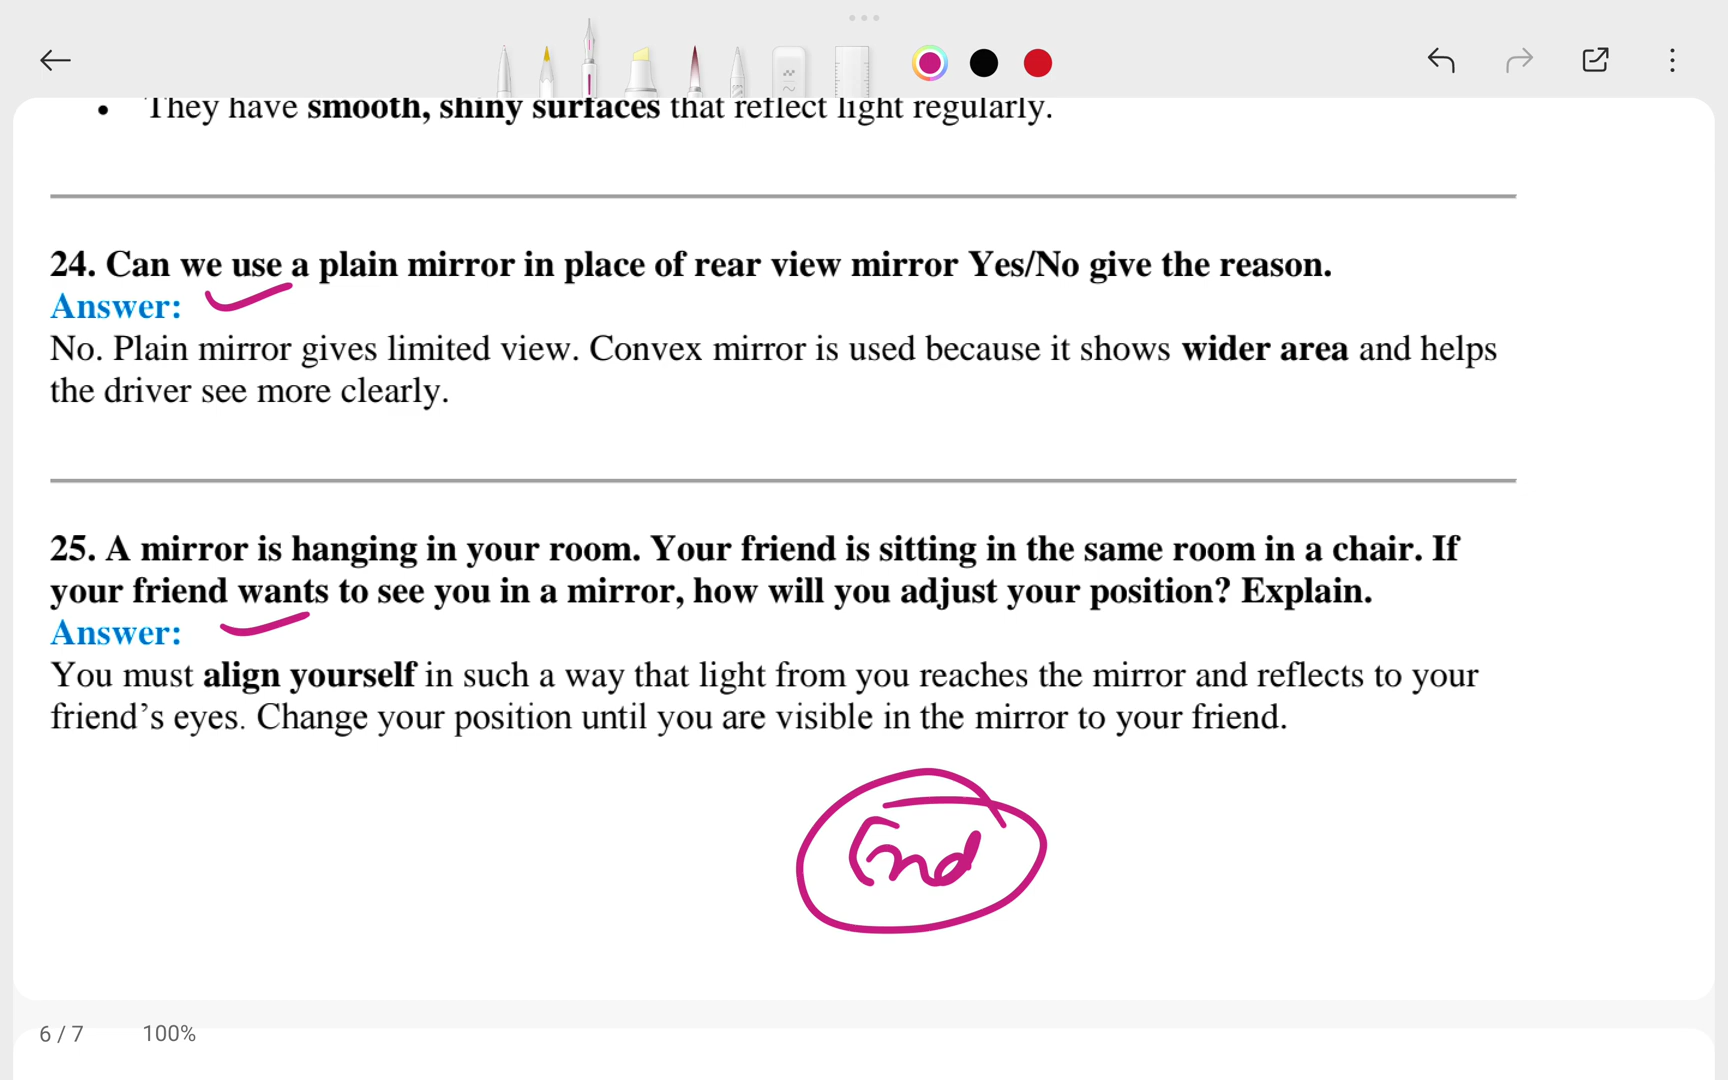 • They have smooth, shiny surfaces that reflect light regularly.
24. Can we use a plain mirror in place of rear view mirror Yes/No give the reason.
Answer:
No. Plain mirror gives limited view. Convex mirror is used because it shows wider area and helps
the driver see more clearly.
25. A mirror is hanging in your room. Your friend is sitting in the same room in a chair. If
your friend wants to see you in a mirror, how will you adjust your position? Explain.
Answer:
You must align yourself in such a way that light from you reaches the mirror and reflects to your
friend’s eyes. Change your position until you are visible in the mirror to your friend.
End
6 / 7 100%